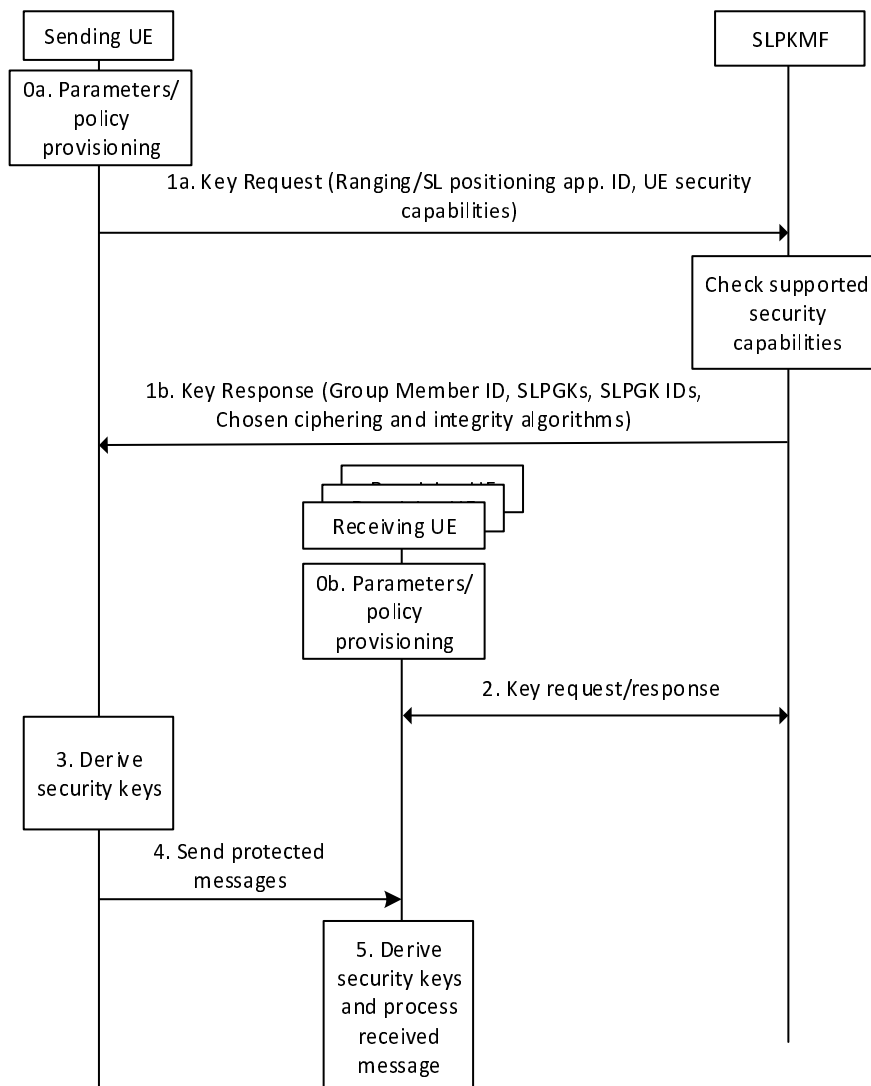 Sending UE
SLPKMF
0a. Parameters/
policy
provisioning
1a. Key Request (Ranging/SL positioning app. ID, UE security
capabilities)
Check supported
security
capabilities
1b. Key Response (Group Member ID, SLPGKs, SLPGK IDs,
Chosen ciphering and integrity algorithms)
Receiving UE
0b. Parameters/
policy
provisioning
2. Key request/response
3. Derive
security keys
4. Send protected
messages
5. Derive
security keys
and process
received
message